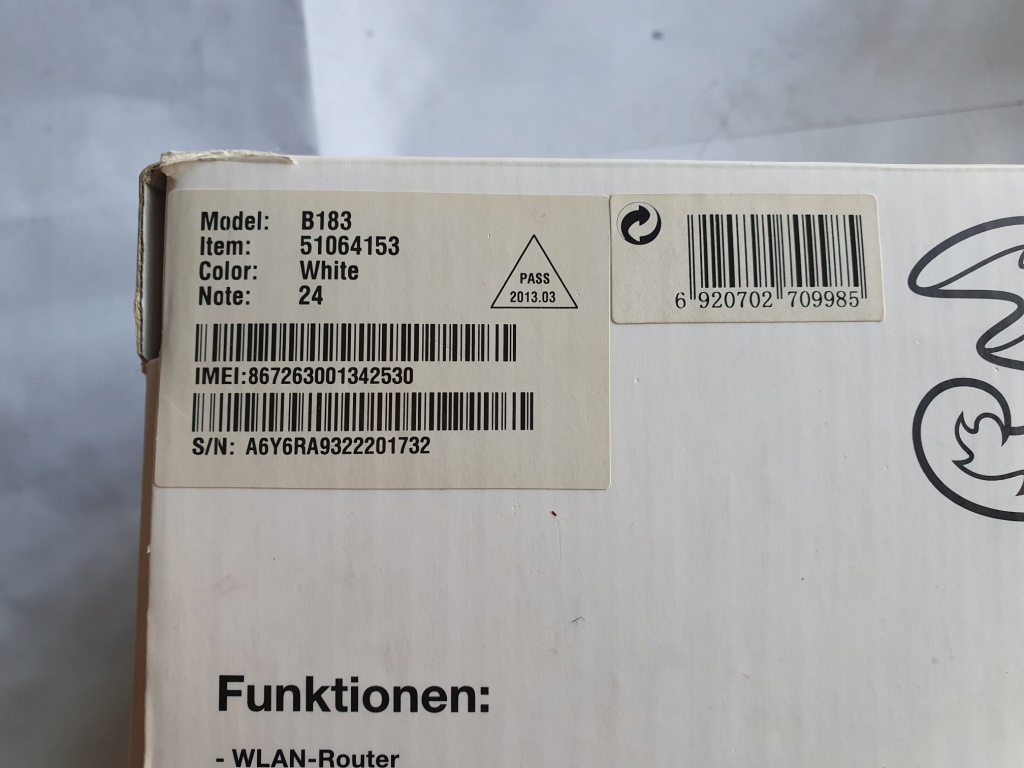 Model: B183
Item: 51064153
Color: White
Note: 24
PASS
2013.03
IMEI:867263001342530
S/N: A6Y6RA9322201732
6 920702 709985
Funktionen:
- WLAN-Router